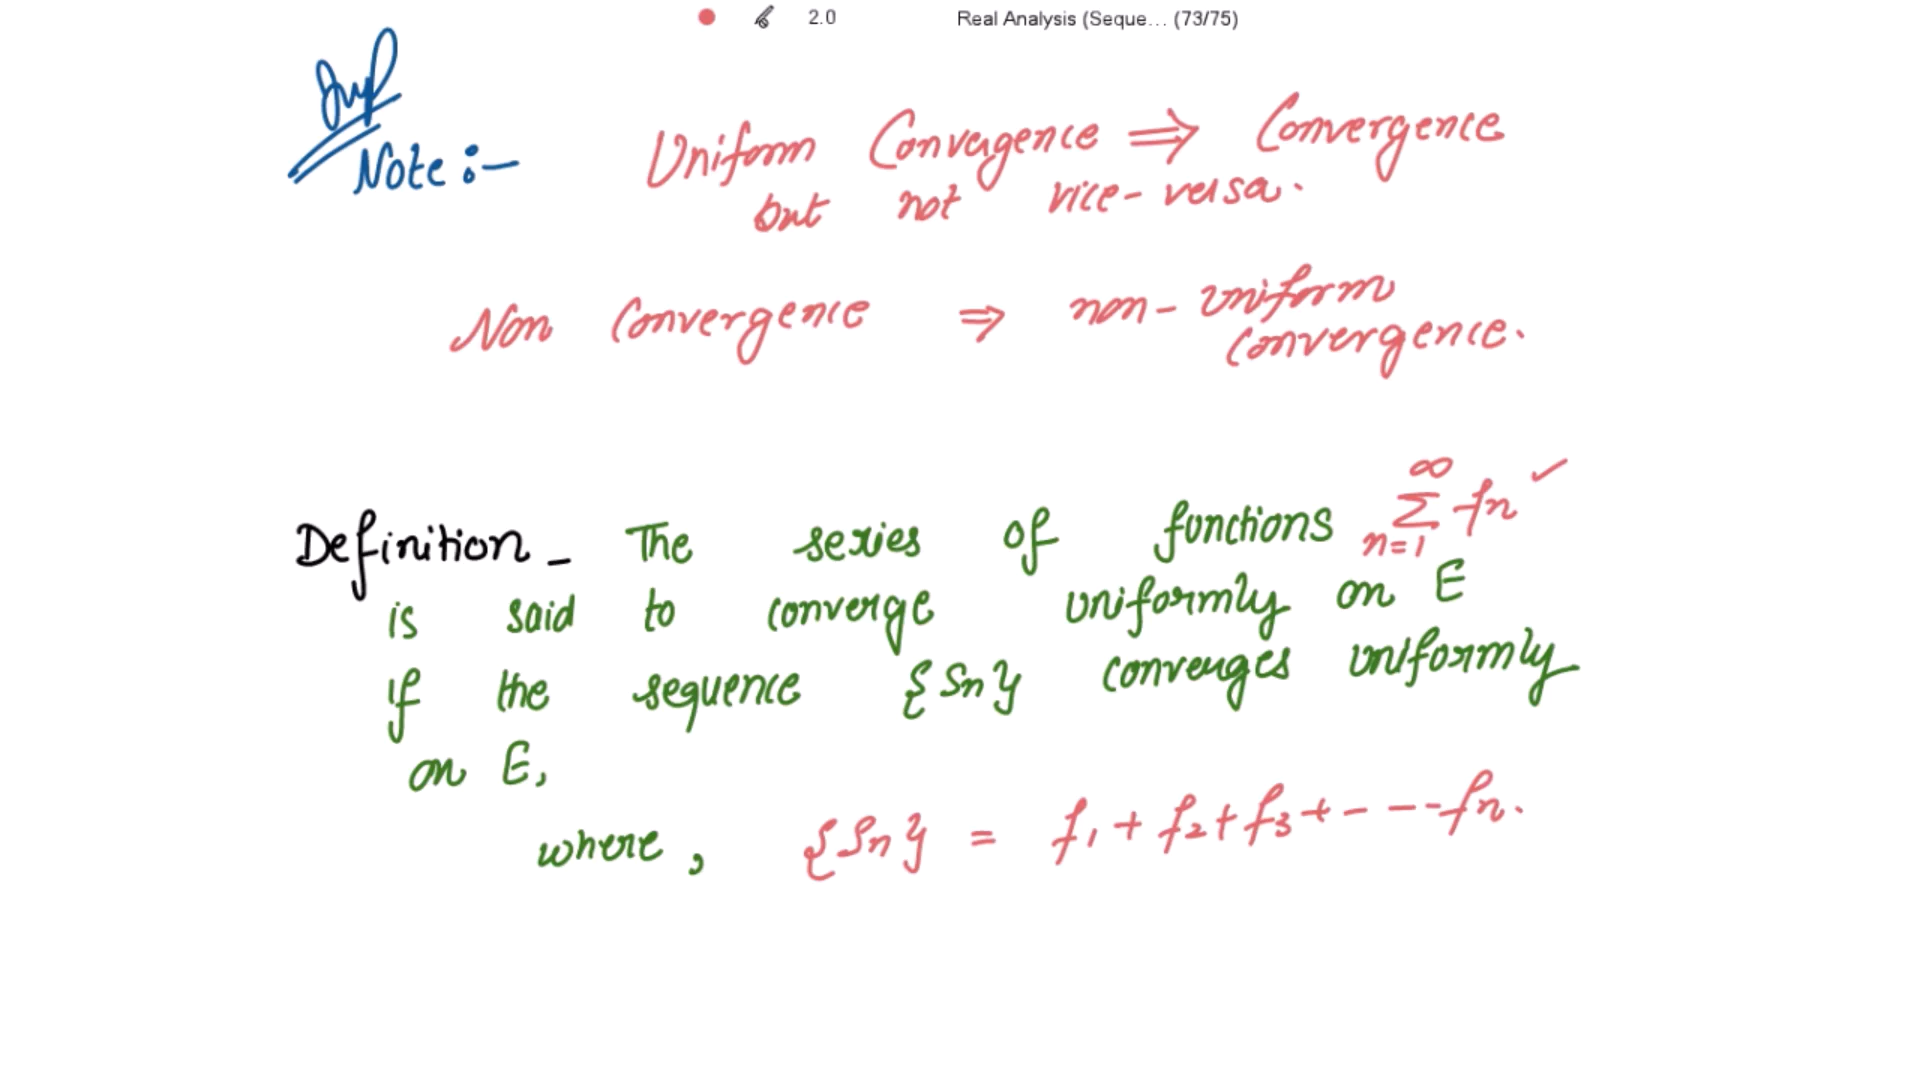 2.0 Real Analysis (Seque... (73/75)
Imp
Note :-
Uniform Convergence ⇒ Convergence
but not vice-versa.
Non Convergence ⇒ non-uniform
convergence.
Definition - The series of functions ∑_{n=1}^{∞} fn ✓
is said to converge uniformly on E
if the sequence {Sn} converges uniformly
on E,
where, {Sn} = f1 + f2 + f3 + - - - fn.